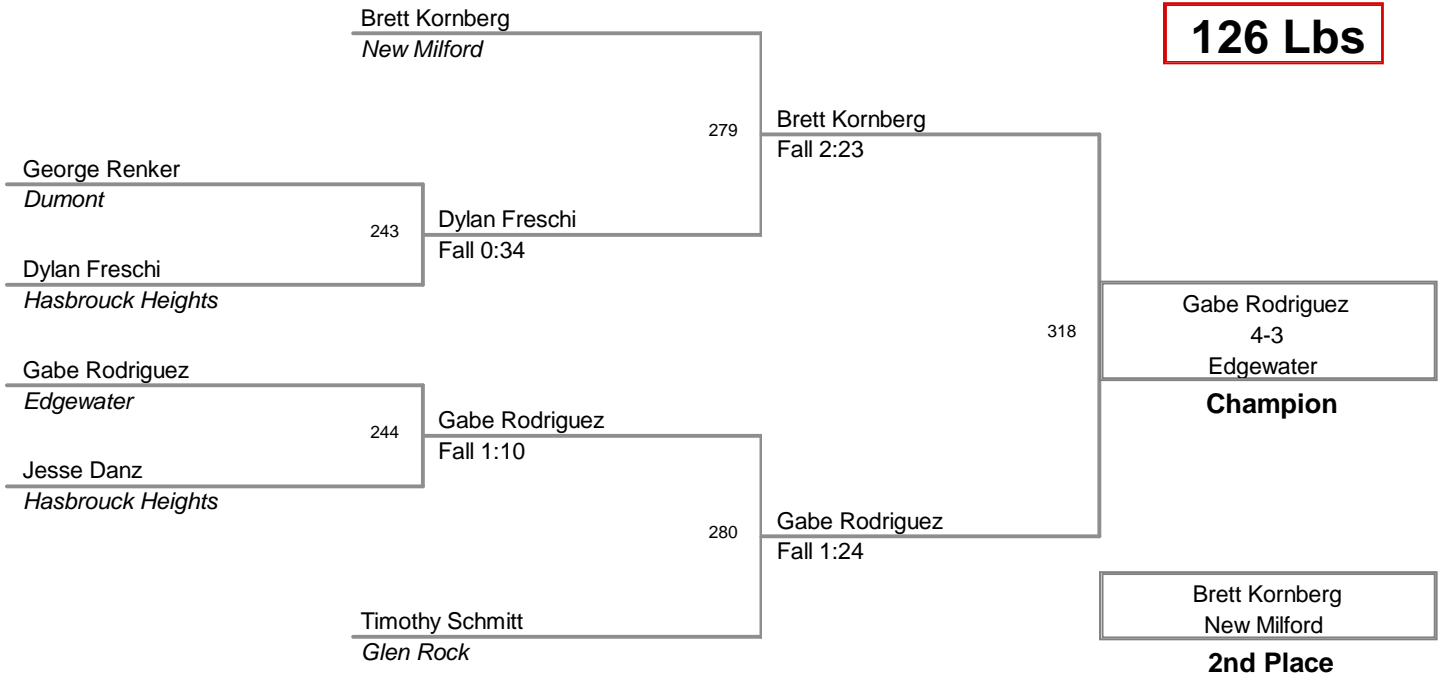 Brett Kornberg
New Milford
126 Lbs
279
Brett Kornberg
Fall 2:23
George Renker
Dumont
243
Dylan Freschi
Fall 0:34
Dylan Freschi
Hasbrouck Heights
318
Gabe Rodriguez
4-3
Edgewater
Champion
Gabe Rodriguez
Edgewater
244
Gabe Rodriguez
Fall 1:10
Jesse Danz
Hasbrouck Heights
280
Gabe Rodriguez
Fall 1:24
Timothy Schmitt
Glen Rock
Brett Kornberg
New Milford
2nd Place